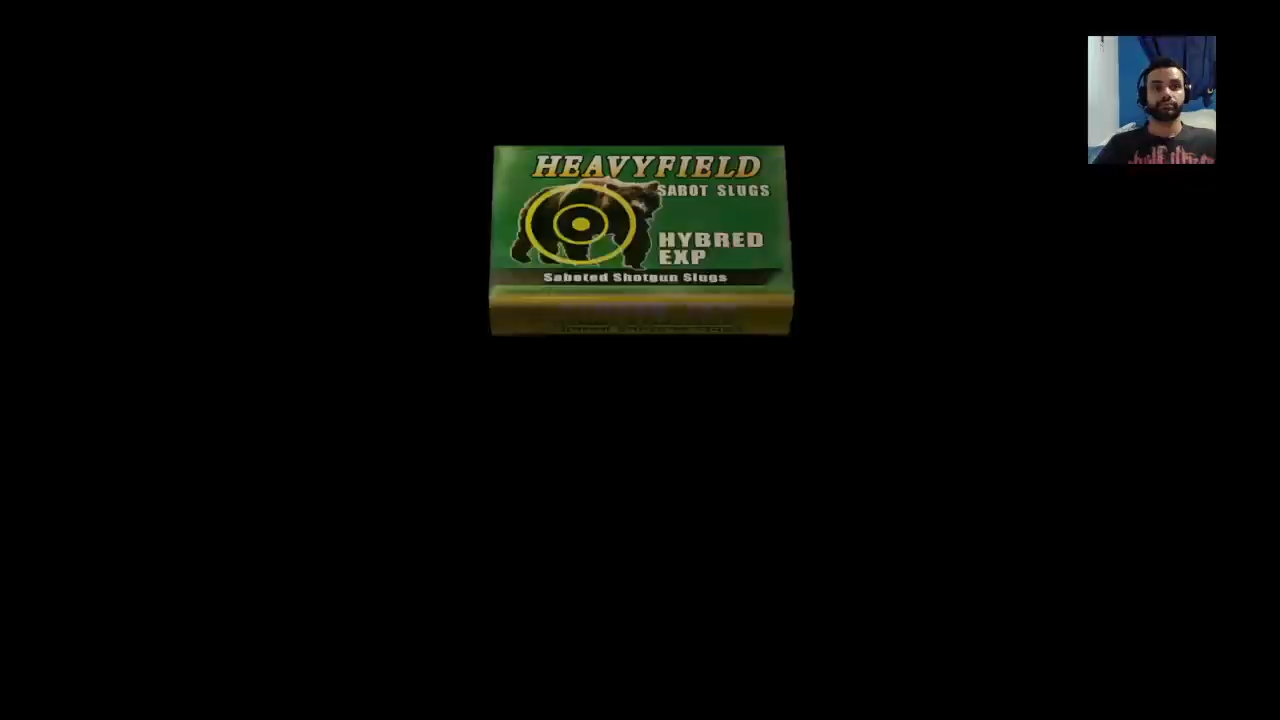 HEAVYFIELD
SABOT SLUGS
HYBRED
EXP
Saboted Shotgun Slugs